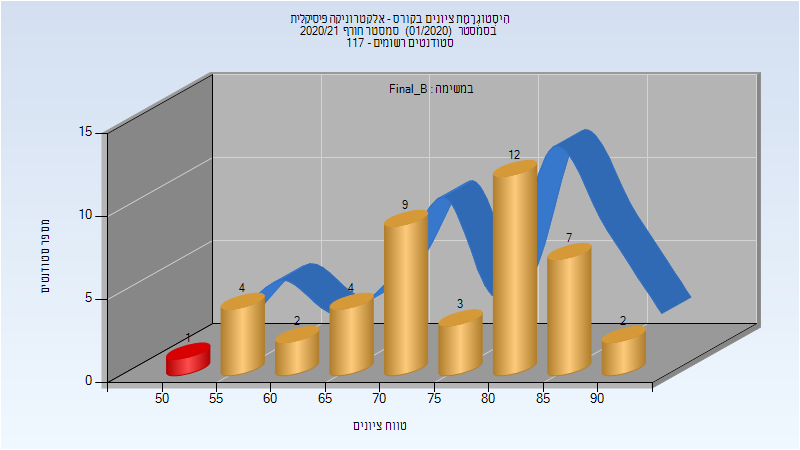 היסטוגרמת ציונים בקורס - אלקטרוניקה פיסיקלית
בסמסטר (01/2020) סמסטר חורף 2020/21
סטודנטים רשומים - 117
במשימה : Final_B
מספר סטודנטים
15
10
5
0
1
4
2
4
9
3
12
7
2
50 55 60 65 70 75 80 85 90
טווח ציונים